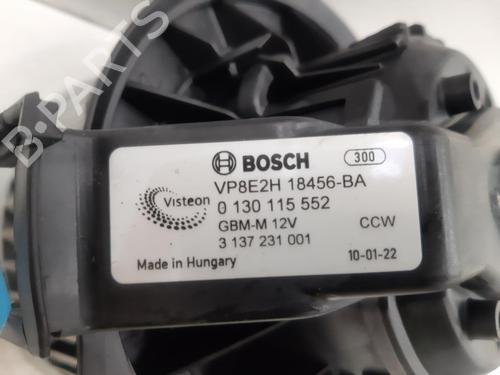 BOSCH 300
VP8E2H 18456-BA
Visteon
0 130 115 552
GBM-M 12V CCW
3 137 231 001
Made in Hungary 10-01-22
B-PARTS